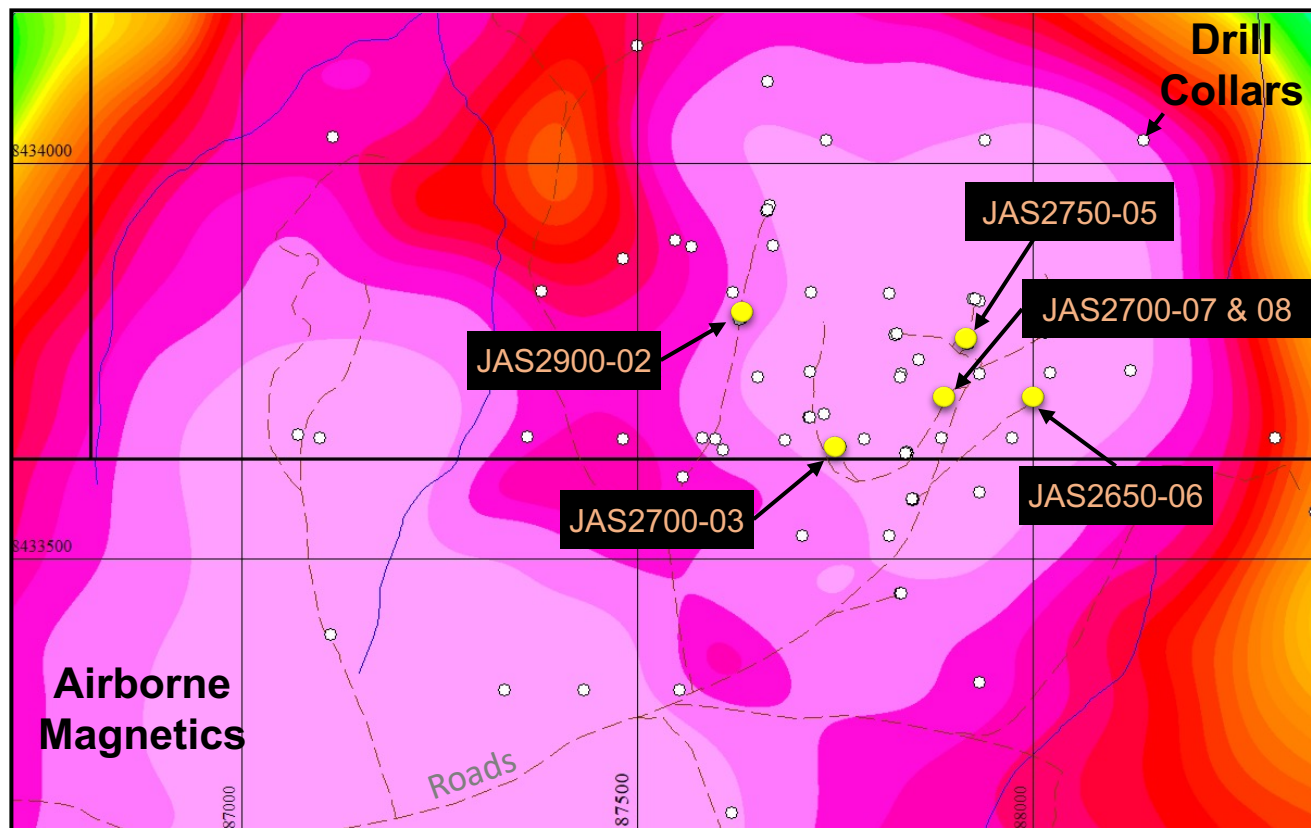 Drill
Collars
8434000
JAS2750-05
JAS2700-07 & 08
JAS2900-02
JAS2700-03
JAS2650-06
8433500
Airborne
Magnetics
Roads
87000
87500
88000